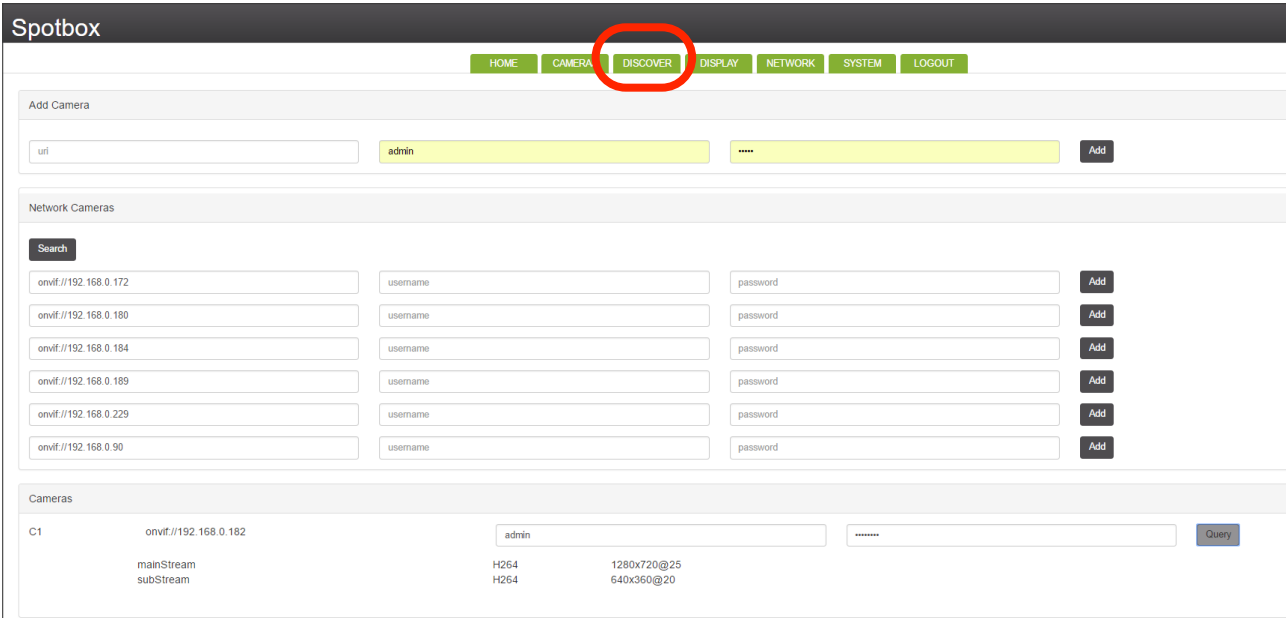 Spotbox
HOME CAMERAS DISCOVER DISPLAY NETWORK SYSTEM LOGOUT
Add Camera
uri admin ••••• Add
Network Cameras
Search
onvif://192.168.0.172 username password Add
onvif://192.168.0.180 username password Add
onvif://192.168.0.184 username password Add
onvif://192.168.0.189 username password Add
onvif://192.168.0.229 username password Add
onvif://192.168.0.90 username password Add
Cameras
C1 onvif://192.168.0.182 admin •••••••• Query
mainStream H264 1280x720@25
subStream H264 640x360@20